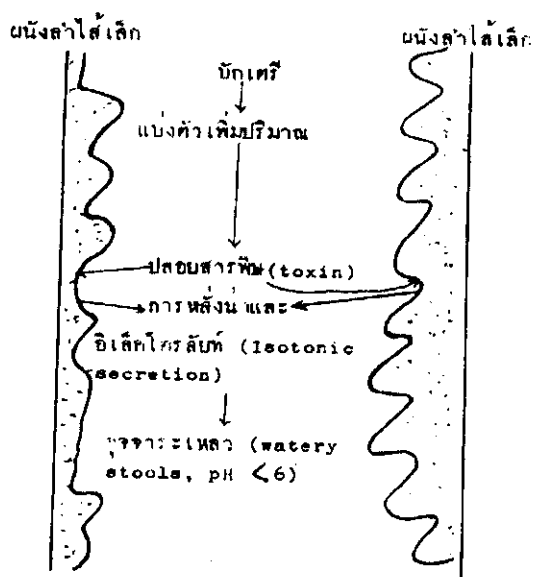 ผนังลำไส้เล็ก
ผนังลำไส้เล็ก
บักเตรี
แบ่งตัวเพิ่มปริมาณ
ปลอยสารพิษ(toxin)
การหลั่งน้ำและ
อิเล็คโทรลัยท์ (Isotonic
secretion)
อุจจาระเหลว (watery
stools, pH <6)